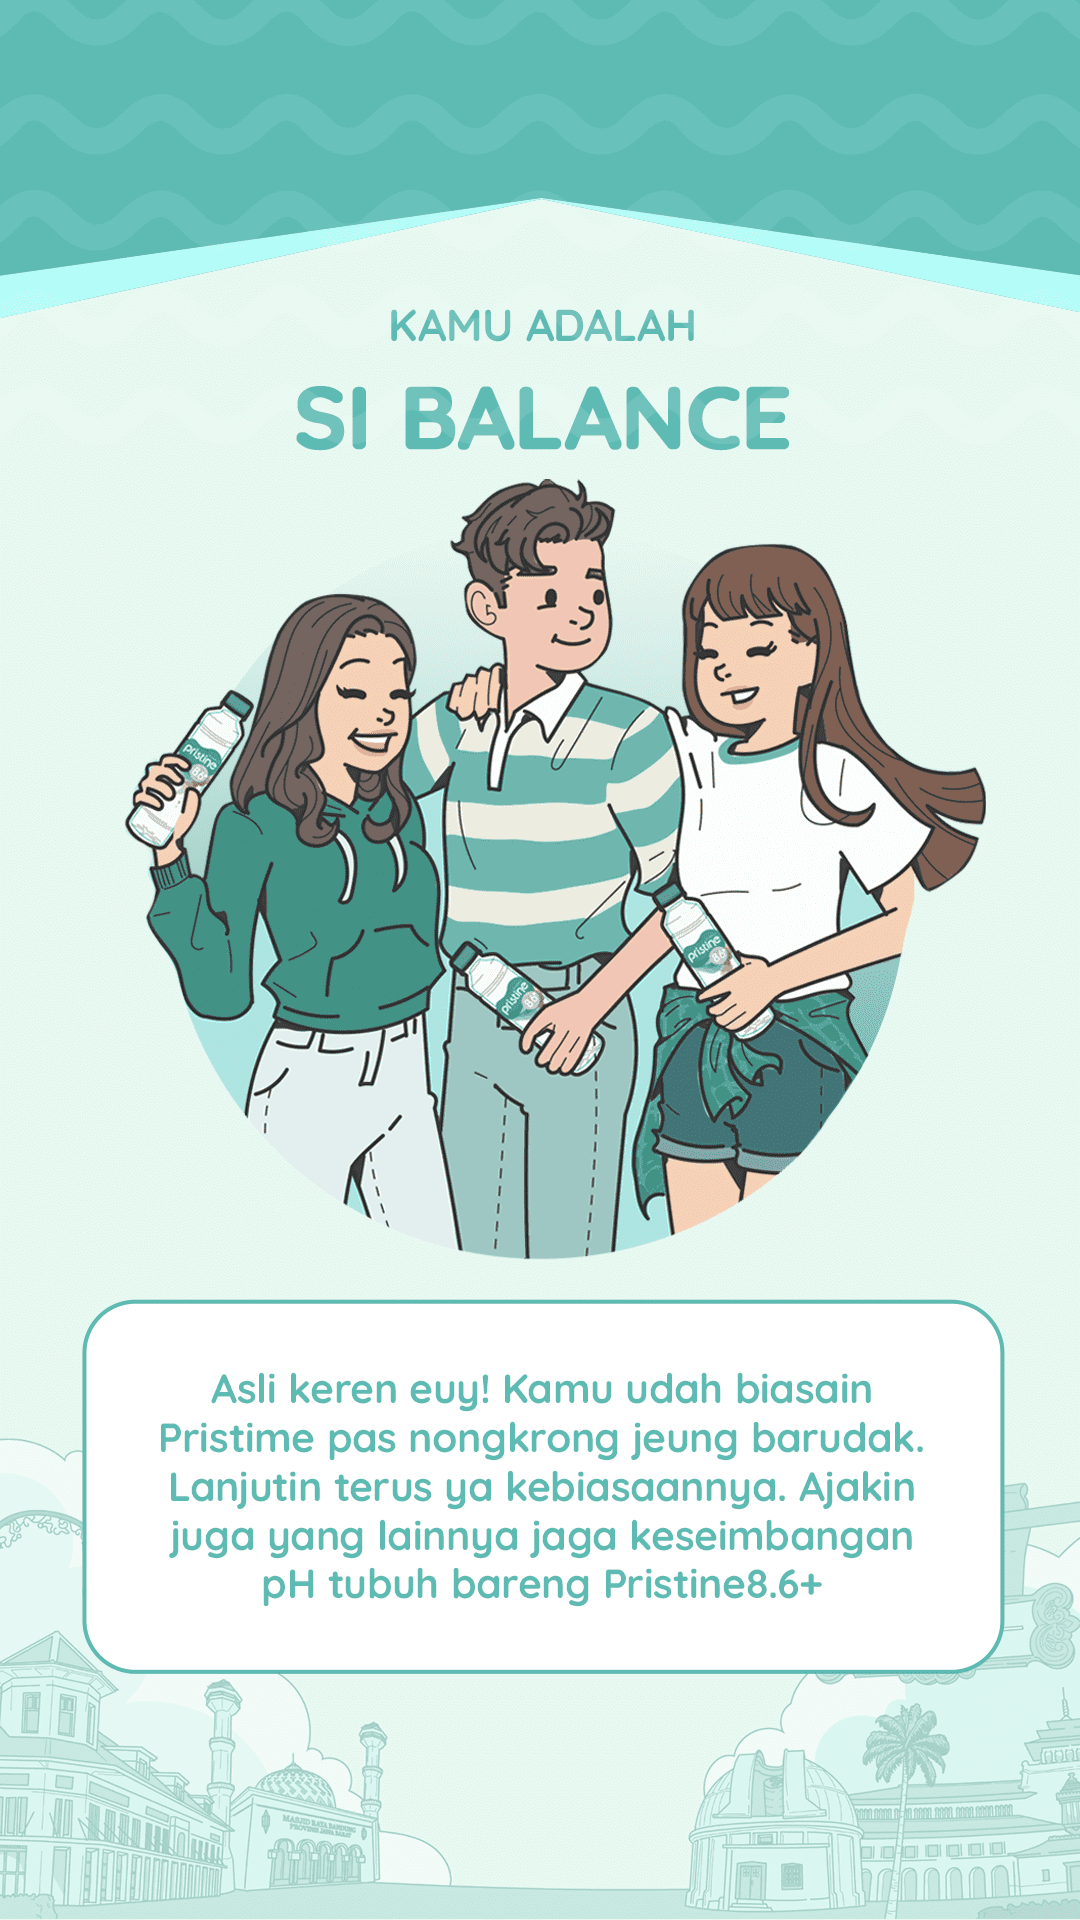 KAMU ADALAH
SI BALANCE
pristine
8.6+
pristine
8.6+
pristine
8.6+
Asli keren euy! Kamu udah biasain
Pristime pas nongkrong jeung barudak.
Lanjutin terus ya kebiasaannya. Ajakin
juga yang lainnya jaga keseimbangan
pH tubuh bareng Pristine8.6+
MASJID RAYA BANDUNG
PROVINSI JAWA BARAT